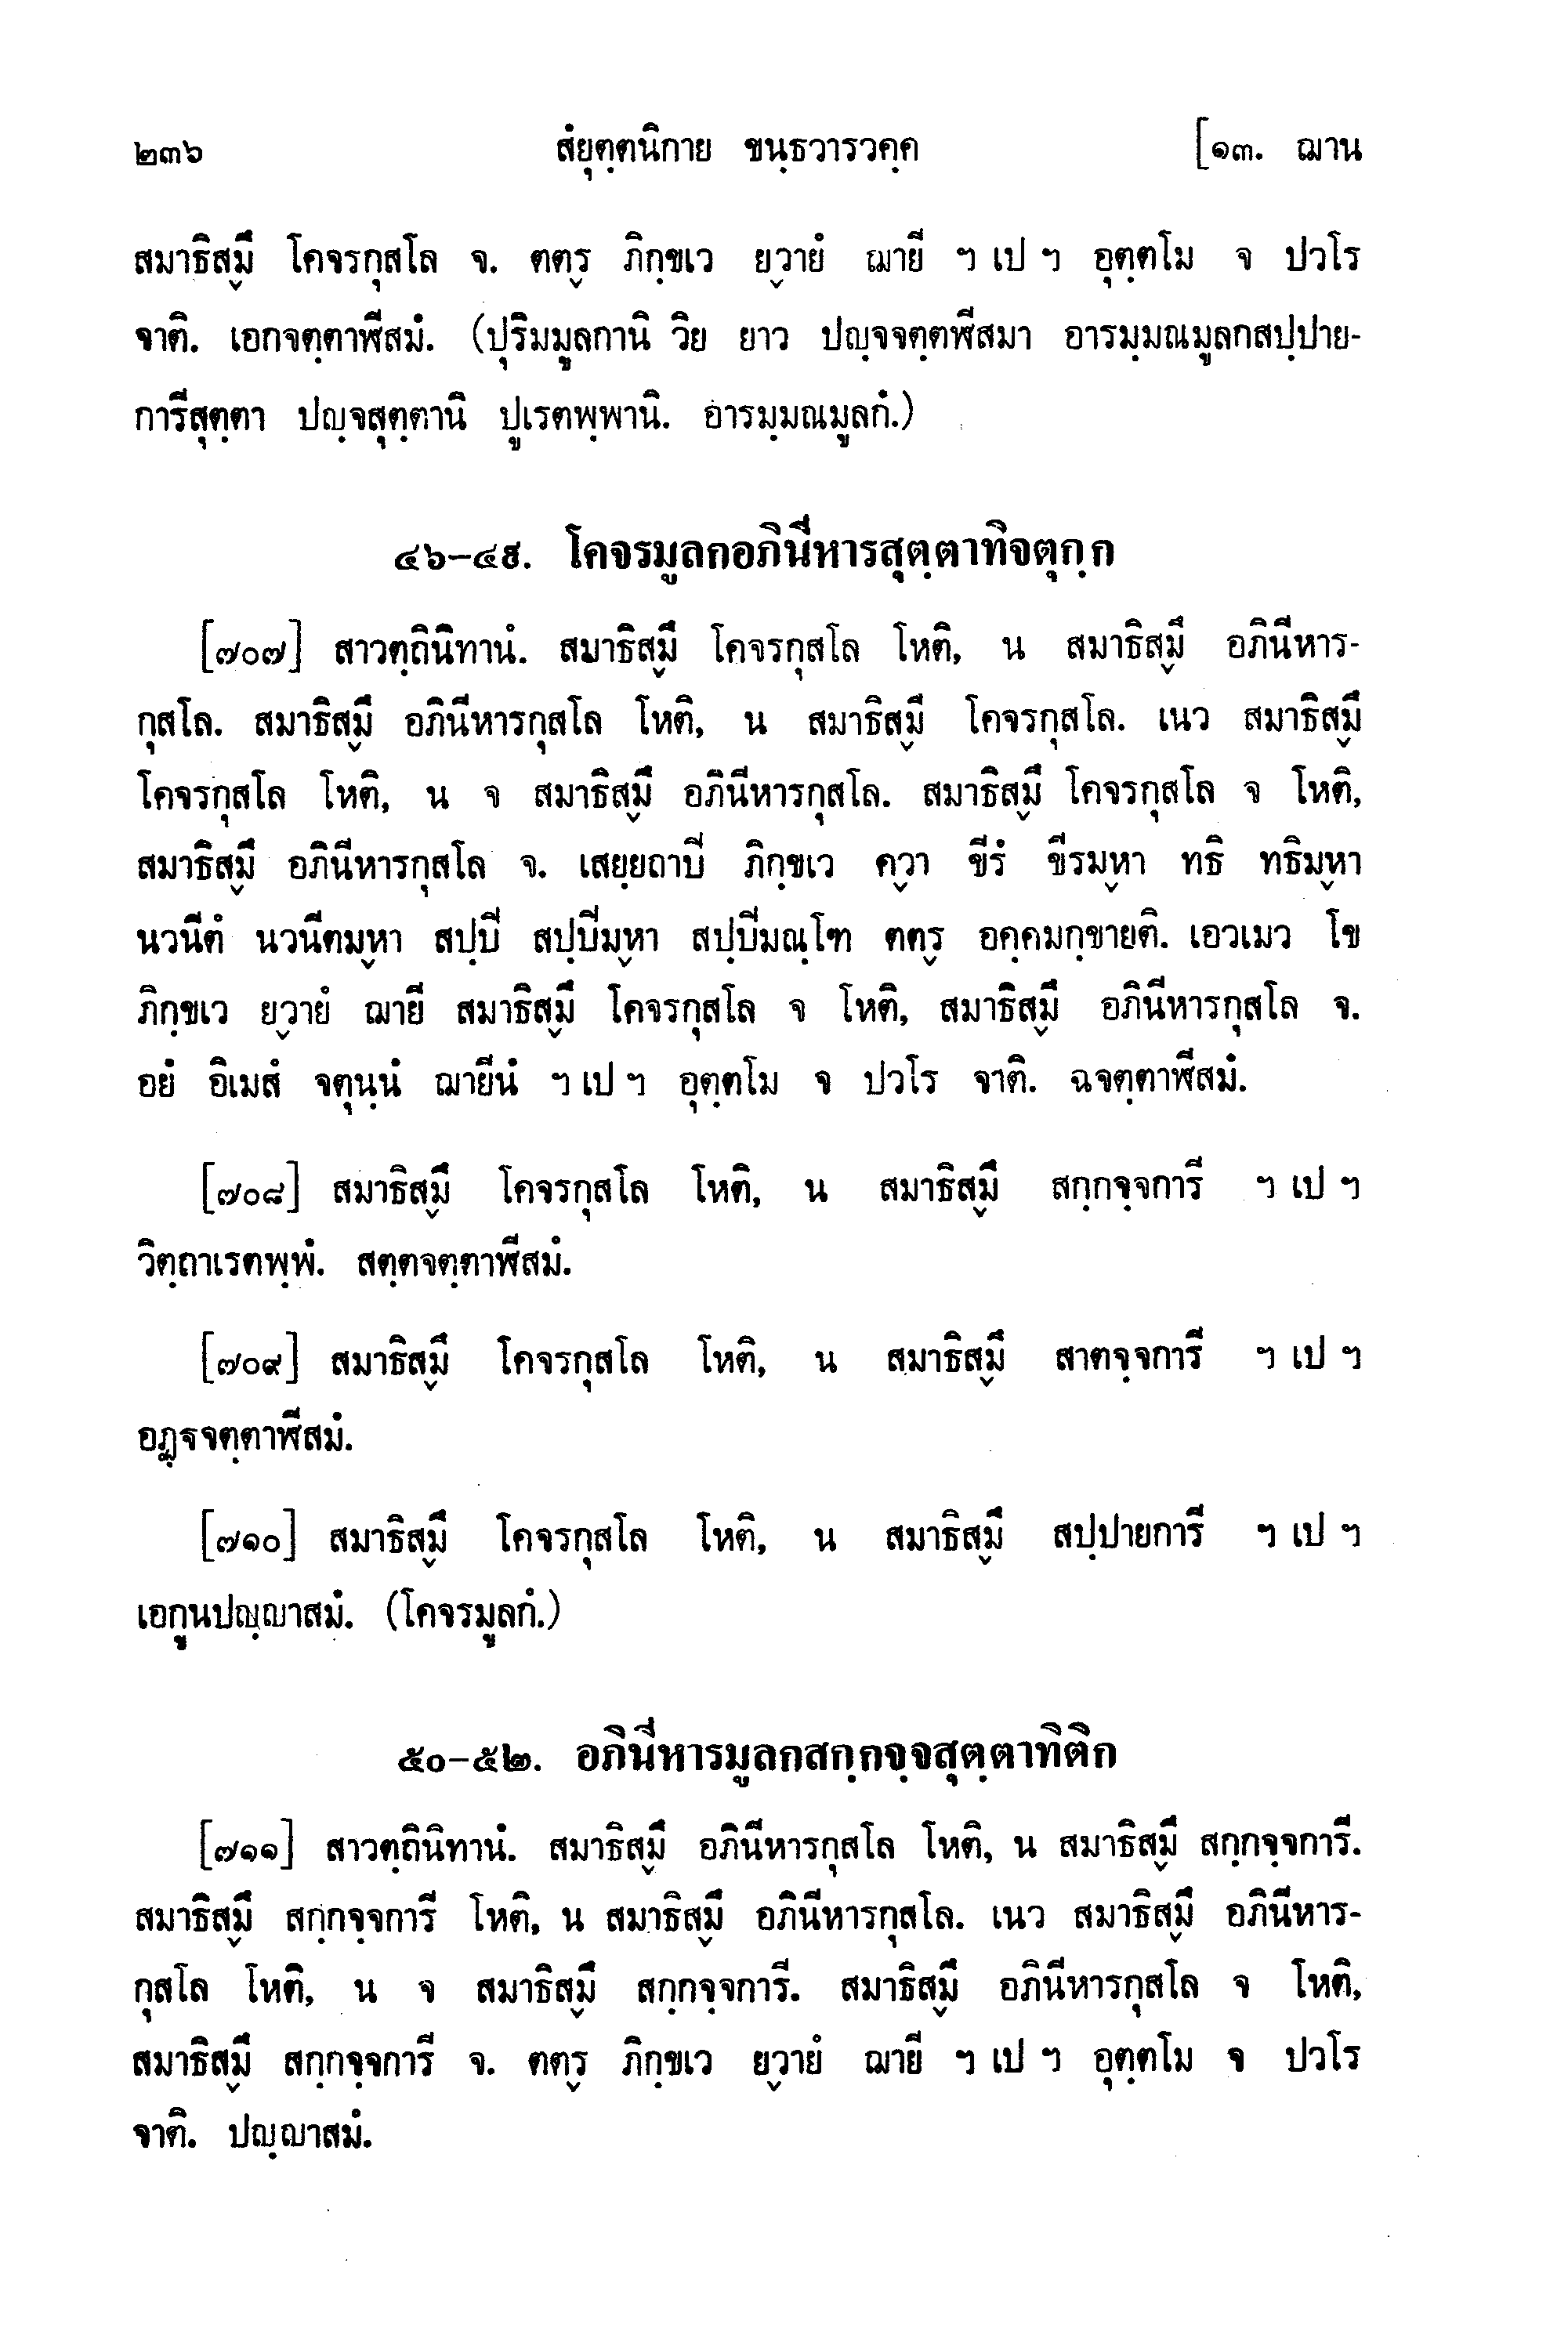 ๒๓๖ สํยุตฺตนิกาย ขนฺธวารวคฺค [๑๓. ฌาน
สมาธิส๎มึ โคจรกุสโล จ. ตต๎ร ภิกฺขเว ย๎วายํ ฌายี ฯ เป ฯ อุตฺตโม จ ปวโร
จาติ. เอกจตฺตาฬีสมํ. (ปุริมมูลกานิ วิย ยาว ปญฺจจตฺตฬีสมา อารมฺมณมูลกสปฺปาย-
การีสุตฺตา ปญฺจสุตฺตานิ ปูเรตพฺพานิ. อารมฺมณมูลกํ.)
๔๖-๔๙. โคจรมูลกอภินีหารสุตฺตาทิจตุกฺก
[๗๐๗] สาวตฺถินิทานํ. สมาธิส๎มึ โคจรกุสโล โหติ, น สมาธิส๎มึ อภินีหาร-
กุสโล. สมาธิส๎มึ อภินีหารกุสโล โหติ, น สมาธิส๎มึ โคจรกุสโล. เนว สมาธิส๎มึ
โคจรกุสโล โหติ, น จ สมาธิส๎มึ อภินีหารกุสโล. สมาธิส๎มึ โคจรกุสโล จ โหติ,
สมาธิส๎มึ อภินีหารกุสโล จ. เสยฺยถาปี ภิกฺขเว ค๎วา ขีรํ ขีรม๎หา ทธิ ทธิม๎หา
นวนีตํ นวนีตม๎หา สปฺปี สปฺปีม๎หา สปฺปีมณฺโฑ ตต๎ร อคฺคมกฺขายติ. เอวเมว โข
ภิกฺขเว ย๎วายํ ฌายี สมาธิส๎มึ โคจรกุสโล จ โหติ, สมาธิส๎มึ อภินีหารกุสโล จ.
อยํ อิเมสํ จตุนฺนํ ฌายีนํ ฯ เป ฯ อุตฺตโม จ ปวโร จาติ. ฉจตฺตาฬีสมํ.
[๗๐๘] สมาธิส๎มึ โคจรกุสโล โหติ, น สมาธิส๎มึ สกฺกจฺจการี ฯ เป ฯ
วิตฺถาเรตพฺพํ. สตฺตจตฺตาฬีสมํ.
[๗๐๙] สมาธิส๎มึ โคจรกุสโล โหติ, น สมาธิส๎มึ สาตจฺจการี ฯ เป ฯ
อฏฺฐจตฺตาฬีสมํ.
[๗๑๐] สมาธิส๎มึ โคจรกุสโล โหติ, น สมาธิส๎มึ สปฺปายการี ฯ เป ฯ
เอกูนปญฺญาสมํ. (โคจรมูลกํ.)
๕๐-๕๒. อภินีหารมูลกสกฺกจฺจสุตฺตาทิติก
[๗๑๑] สาวตฺถินิทานํ. สมาธิส๎มึ อภินีหารกุสโล โหติ, น สมาธิส๎มึ สกฺกจฺจการี.
สมาธิส๎มึ สกฺกจฺจการี โหติ, น สมาธิส๎มึ อภินีหารกุสโล. เนว สมาธิส๎มึ อภินีหาร-
กุสโล โหติ, น จ สมาธิส๎มึ สกฺกจฺจการี. สมาธิส๎มึ อภินีหารกุสโล จ โหติ,
สมาธิส๎มึ สกฺกจฺจการี จ. ตต๎ร ภิกฺขเว ย๎วายํ ฌายี ฯ เป ฯ อุตฺตโม จ ปวโร
จาติ. ปญฺญาสมํ.